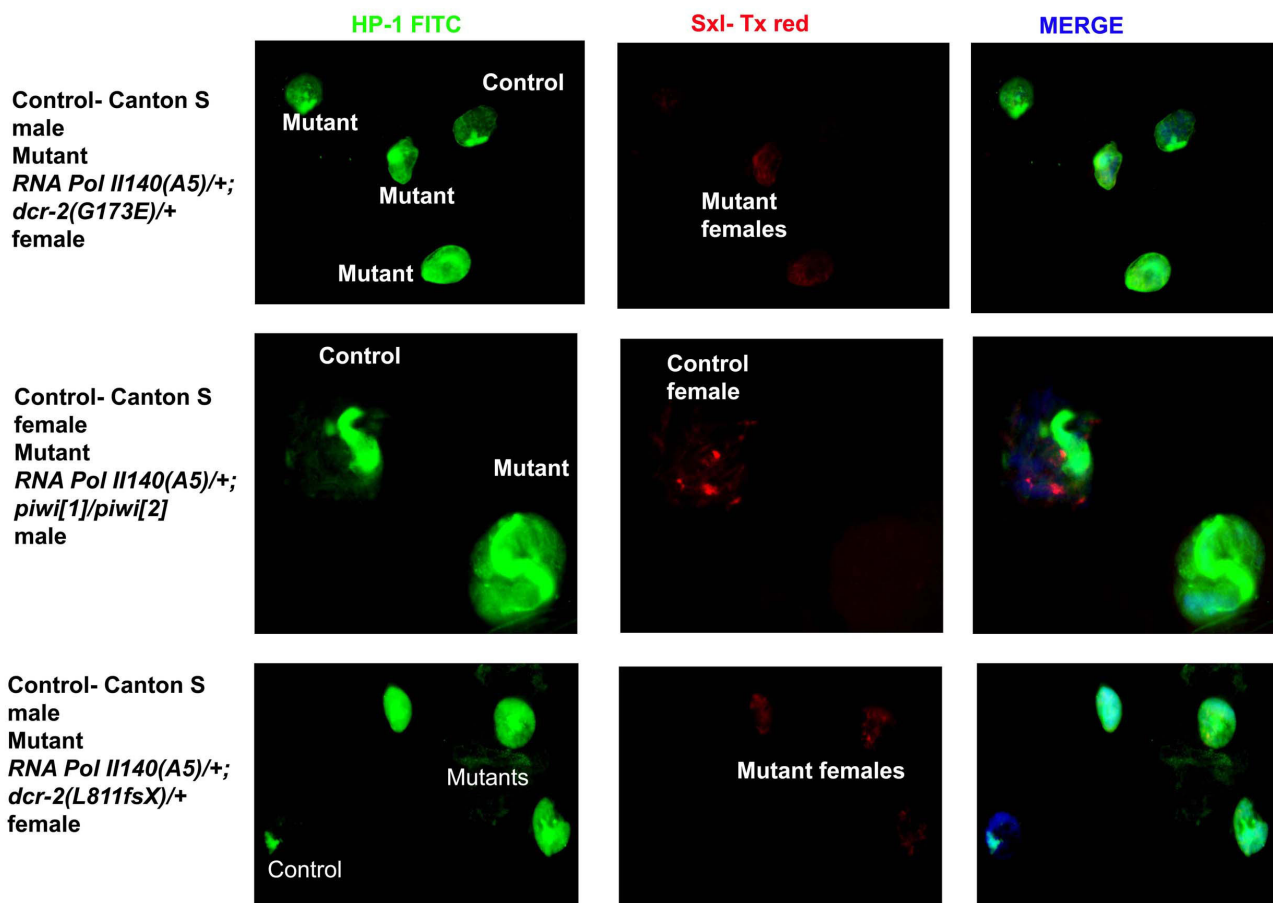 HP-1 FITC
Sxl- Tx red
MERGE
Control- Canton S
male
Mutant
RNA Pol II140(A5)/+;
dcr-2(G173E)/+
female
Control
Mutant
Mutant
Mutant
Mutant
females
Control- Canton S
female
Mutant
RNA Pol II140(A5)/+;
piwi[1]/piwi[2]
male
Control
Mutant
Control
female
Control- Canton S
male
Mutant
RNA Pol II140(A5)/+;
dcr-2(L811fsX)/+
female
Mutants
Control
Mutant females